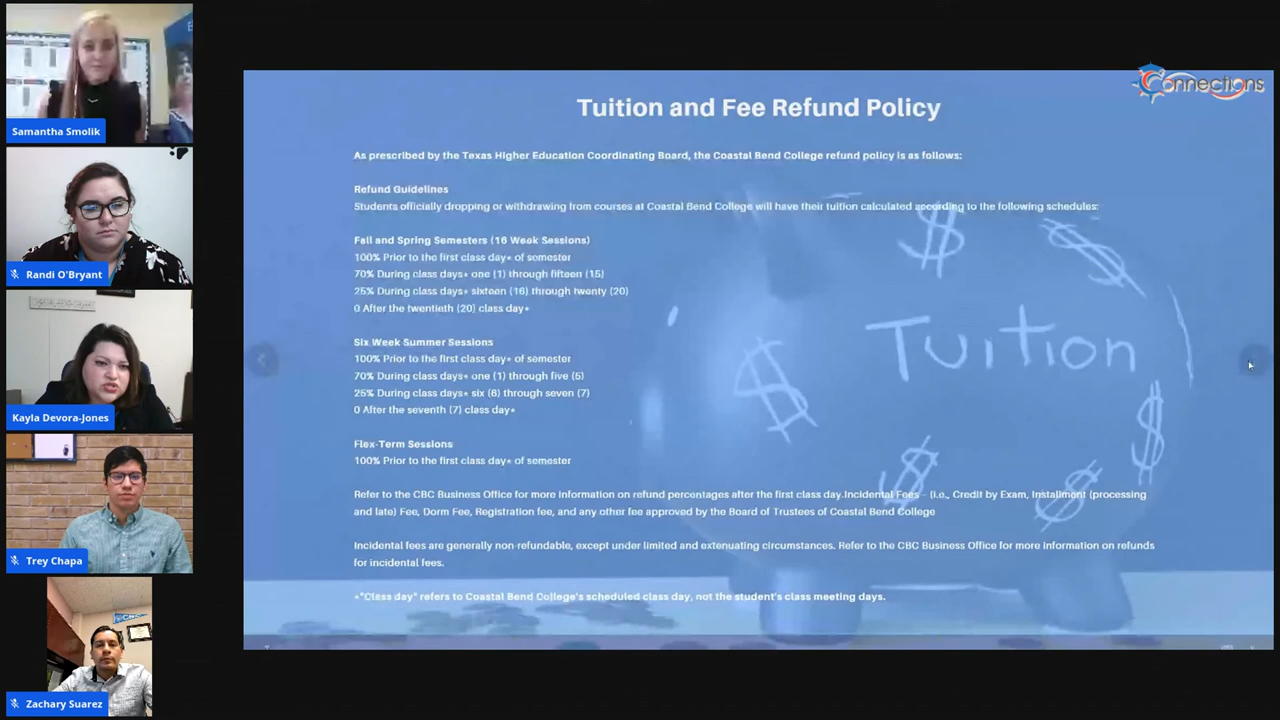 Samantha Smolik
Randi O'Bryant
Kayla Devora-Jones
Trey Chapa
Zachary Suarez
Connections
Tuition and Fee Refund Policy
As prescribed by the Texas Higher Education Coordinating Board, the Coastal Bend College refund policy is as follows:
Refund Guidelines
Students officially dropping or withdrawing from courses at Coastal Bend College will have their tuition calculated according to the following schedules:
Fall and Spring Semesters (16 Week Sessions)
100% Prior to the first class day* of semester
70% During class days* one (1) through fifteen (15)
25% During class days* sixteen (16) through twenty (20)
0 After the twentieth (20) class day*
Six Week Summer Sessions
100% Prior to the first class day* of semester
70% During class days* one (1) through five (5)
25% During class days* six (6) through seven (7)
0 After the seventh (7) class day*
Flex-Term Sessions
100% Prior to the first class day* of semester
Refer to the CBC Business Office for more information on refund percentages after the first class day.Incidental Fees – (i.e., Credit by Exam, Installment (processing
and late) Fee, Dorm Fee, Registration fee, and any other fee approved by the Board of Trustees of Coastal Bend College
Incidental fees are generally non-refundable, except under limited and extenuating circumstances. Refer to the CBC Business Office for more information on refunds
for incidental fees.
*"Class day" refers to Coastal Bend College's scheduled class day, not the student's class meeting days.
$ $
Tuition
$ $ $ $